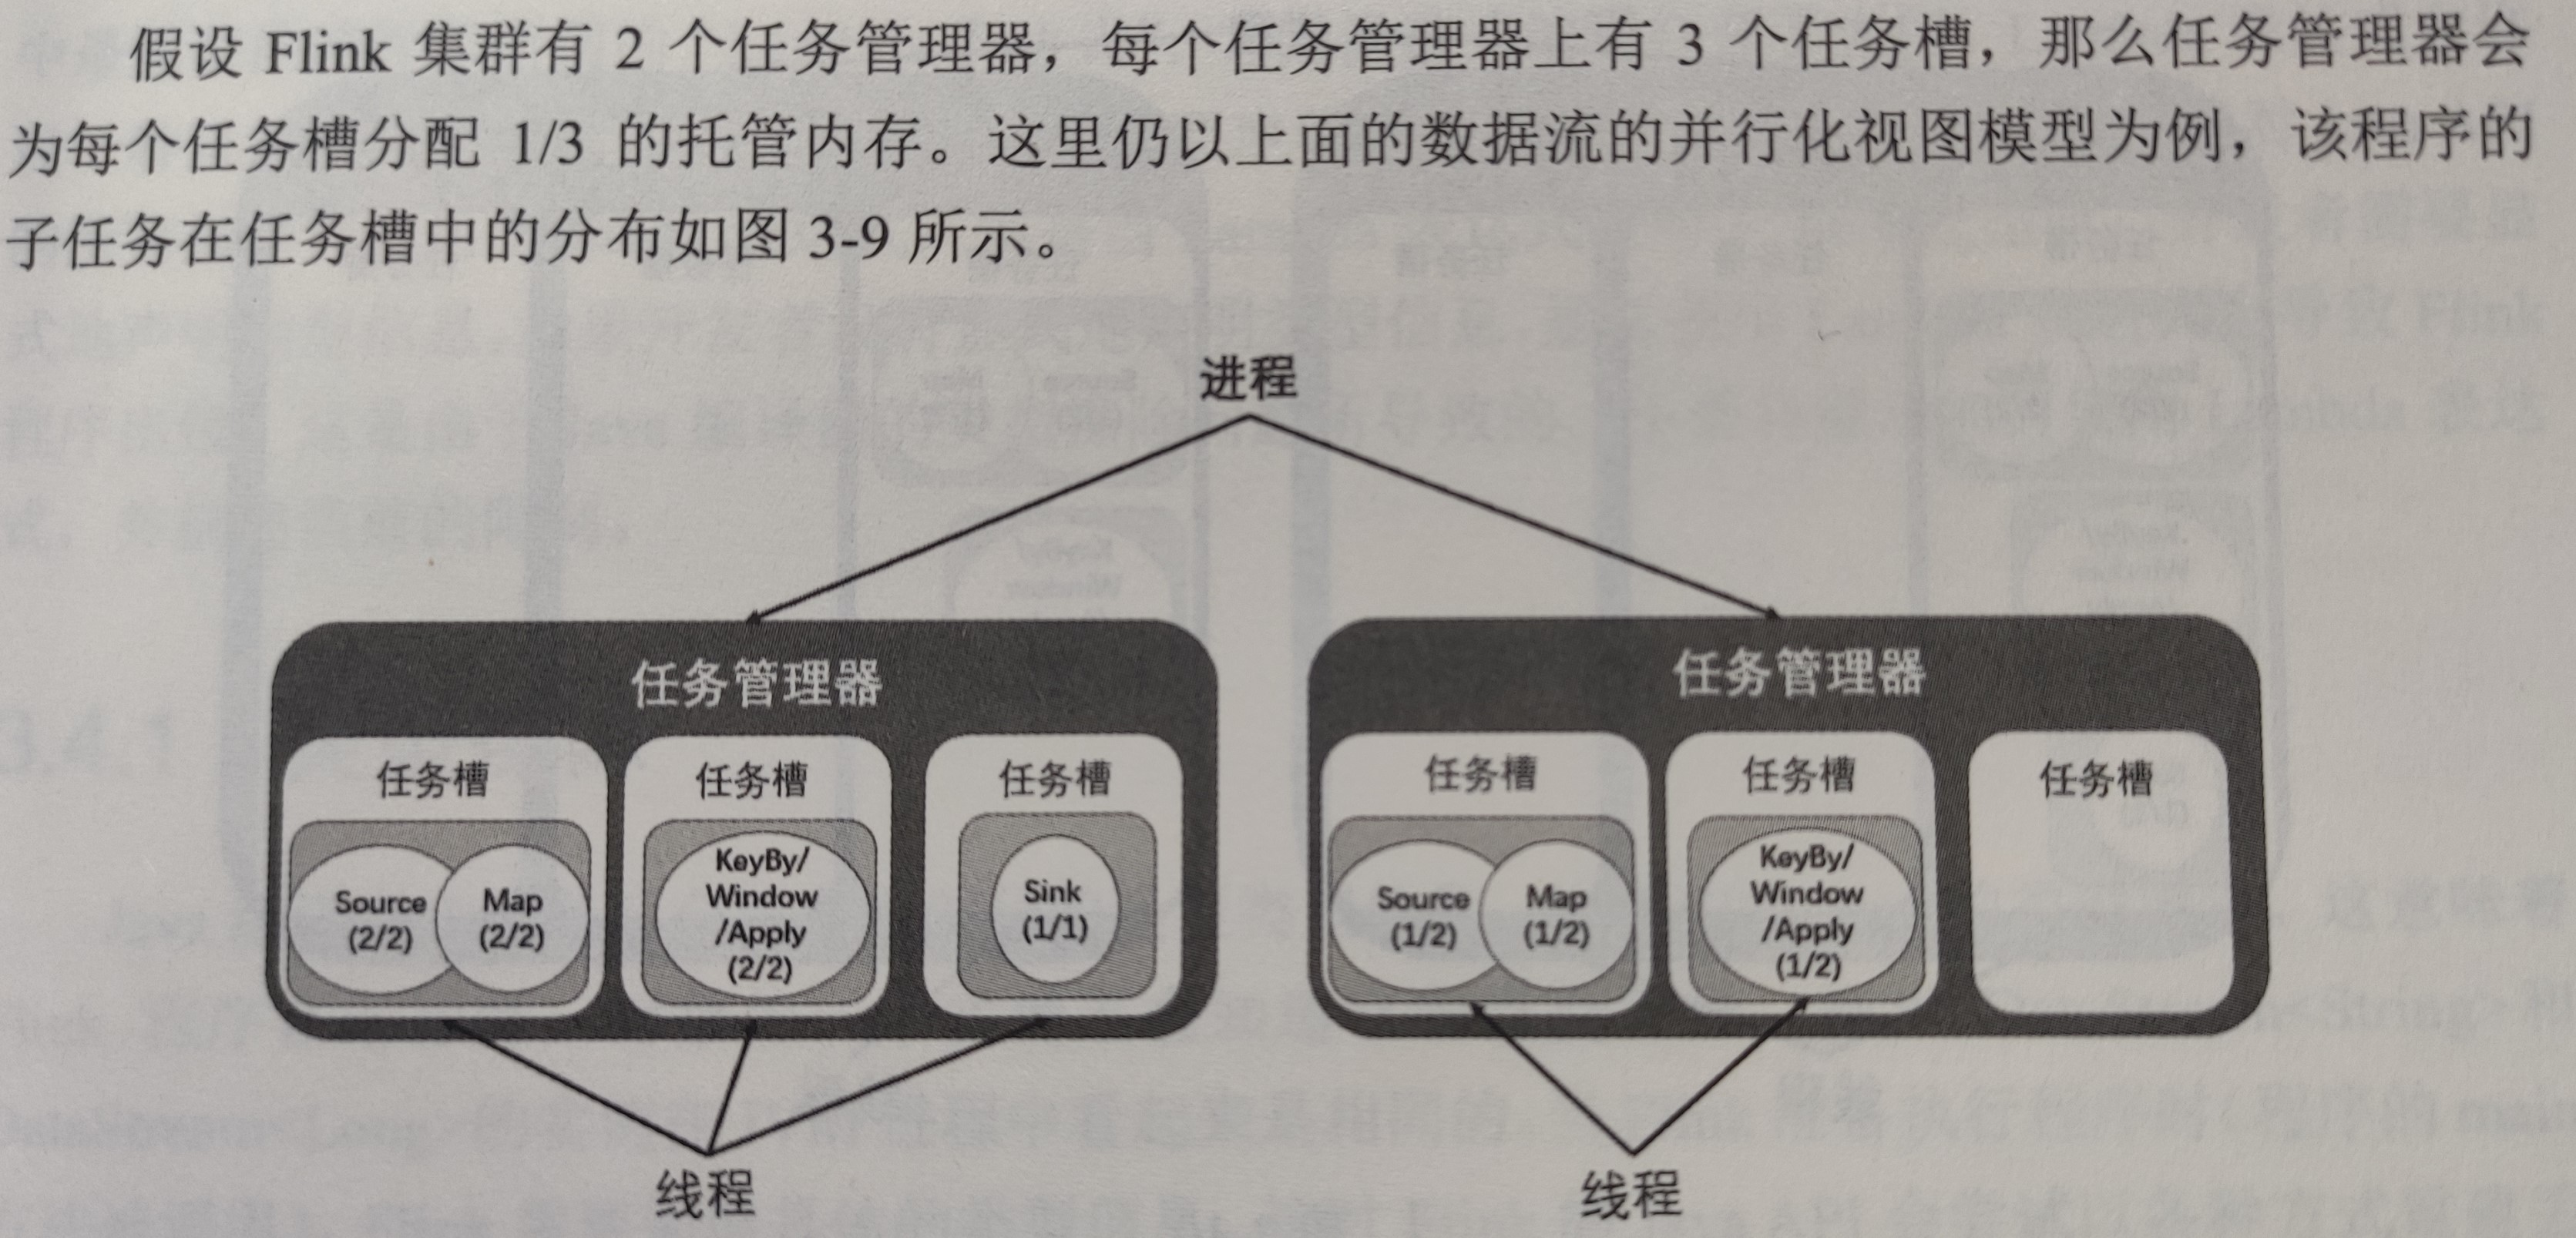 假设 Flink 集群有 2 个任务管理器，每个任务管理器上有 3 个任务槽，那么任务管理器会
为每个任务槽分配 1/3 的托管内存。这里仍以上面的数据流的并行化视图模型为例，该程序的
子任务在任务槽中的分布如图 3-9 所示。
进程
任务管理器
任务槽
Source
(2/2)
Map
(2/2)
任务槽
KeyBy/
Window
/Apply
(2/2)
任务槽
Sink
(1/1)
线程
任务管理器
任务槽
Source
(1/2)
Map
(1/2)
任务槽
KeyBy/
Window
/Apply
(1/2)
任务槽
线程